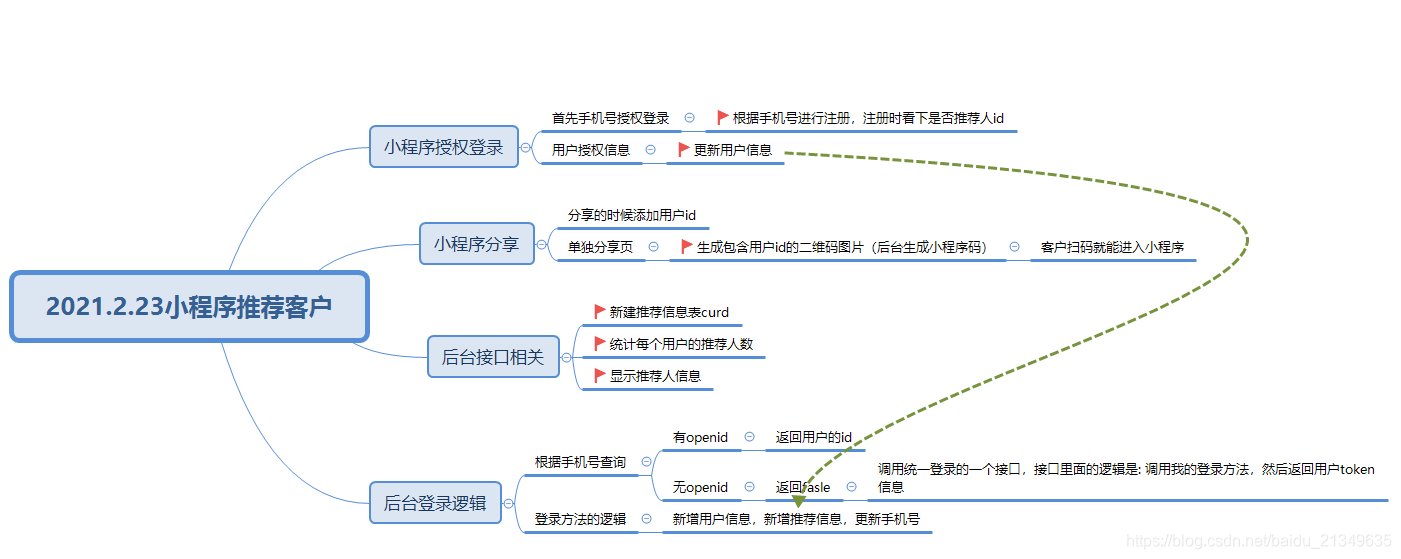 2021.2.23小程序推荐客户
小程序授权登录
首先手机号授权登录
根据手机号进行注册，注册时看下是否推荐人id
用户授权信息
更新用户信息
小程序分享
分享的时候添加用户id
单独分享页
生成包含用户id的二维码图片（后台生成小程序码）
客户扫码就能进入小程序
后台接口相关
新建推荐信息表curd
统计每个用户的推荐人数
显示推荐人信息
后台登录逻辑
根据手机号查询
有openid
返回用户的id
无openid
返回fasle
调用统一登录的一个接口，接口里面的逻辑是: 调用我的登录方法，然后返回用户token
信息
登录方法的逻辑
新增用户信息，新增推荐信息，更新手机号
https://blog.csdn.net/baidu_21349635